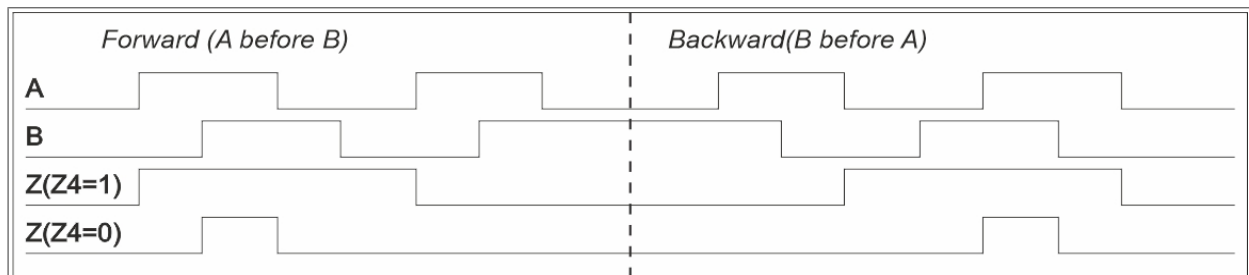 Forward (A before B) Backward(B before A)
A
B
Z(Z4=1)
Z(Z4=0)